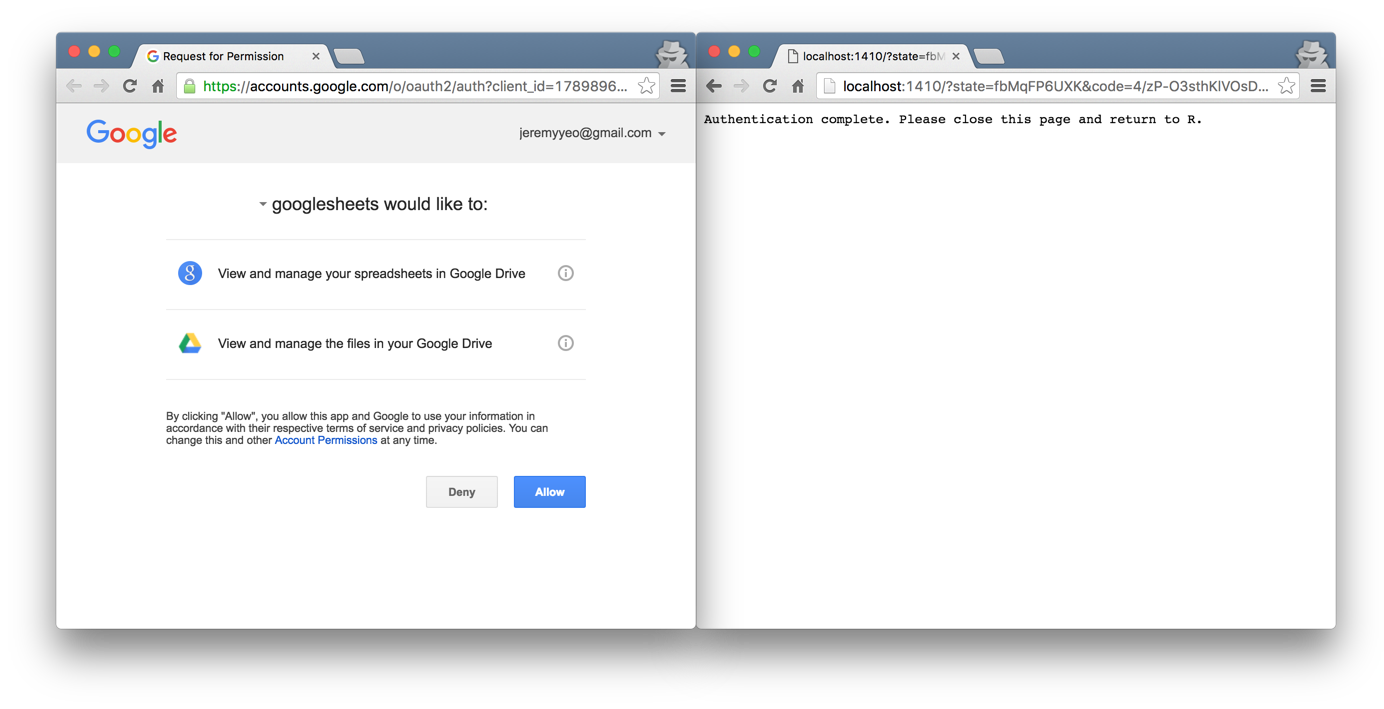 Request for Permission
https://accounts.google.com/o/oauth2/auth?client_id=1789896...
Google
jeremyyeo@gmail.com
googlesheets would like to:
8
View and manage your spreadsheets in Google Drive
i
View and manage the files in your Google Drive
i
By clicking "Allow", you allow this app and Google to use your information in
accordance with their respective terms of service and privacy policies. You can
change this and other Account Permissions at any time.
Deny
Allow
localhost:1410/?state=fbM
localhost:1410/?state=fbMqFP6UXK&code=4/zP-O3sthKlVOsD...
Authentication complete. Please close this page and return to R.